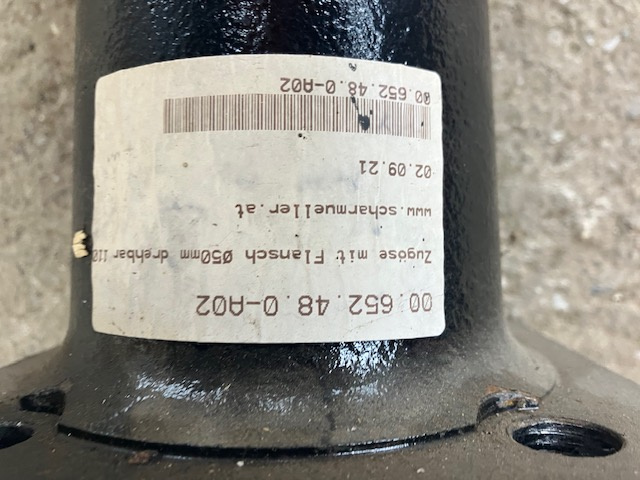 00.652.48.0-A02
Zugöse mit Flansch Ø50mm drehbar 110
www.scharmueller.at
02.09.21
00.652.48.0-A02